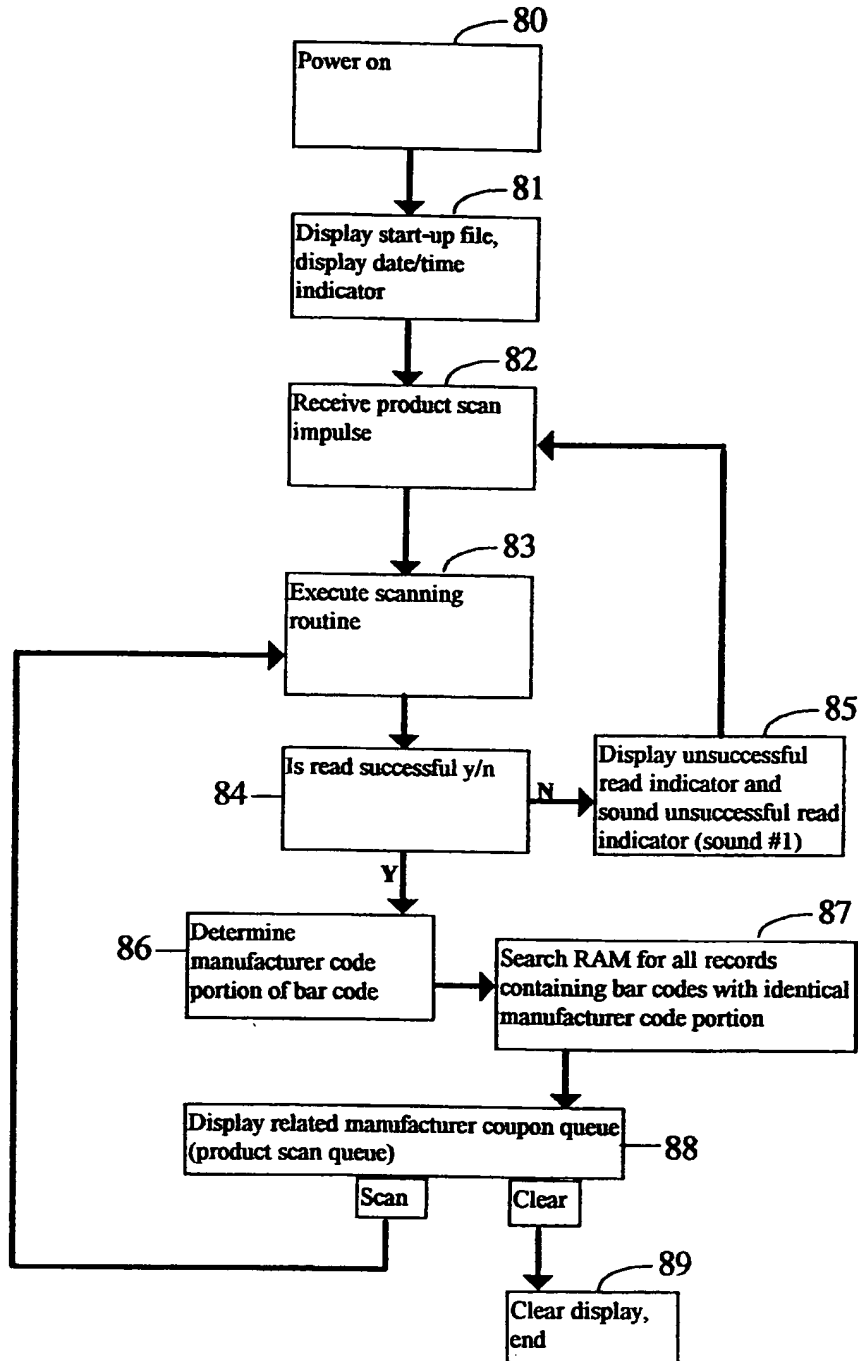 80
Power on
81
Display start-up file,
display date/time
indicator
82
Receive product scan
impulse
83
Execute scanning
routine
84
Is read successful y/n
N
Y
85
Display unsuccessful
read indicator and
sound unsuccessful read
indicator (sound #1)
86
Determine
manufacturer code
portion of bar code
87
Search RAM for all records
containing bar codes with identical
manufacturer code portion
Display related manufacturer coupon queue
(product scan queue)
88
Scan
Clear
89
Clear display,
end